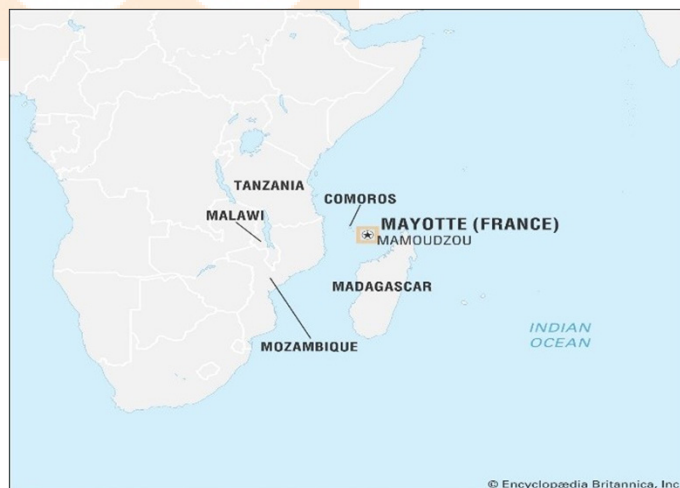 TANZANIA
COMOROS
MALAWI
MAYOTTE (FRANCE)
MAMOUDZOU
MADAGASCAR
INDIAN
OCEAN
MOZAMBIQUE
© Encyclopædia Britannica, Inc